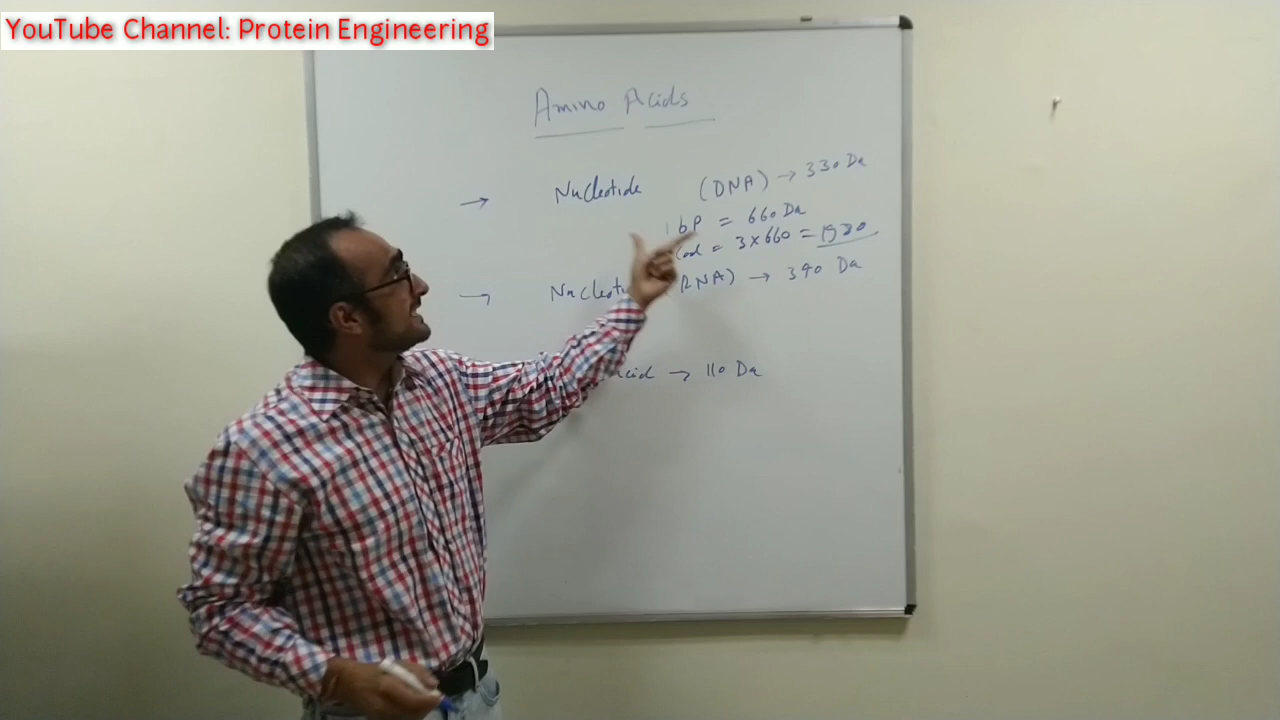 YouTube Channel: Protein Engineering
Amino Acids
→ Nucleotide (DNA) → 330 Da
1 bp = 660 Da
= 3 x 660 = 1980
→ (RNA) → 390 Da
→ 110 Da